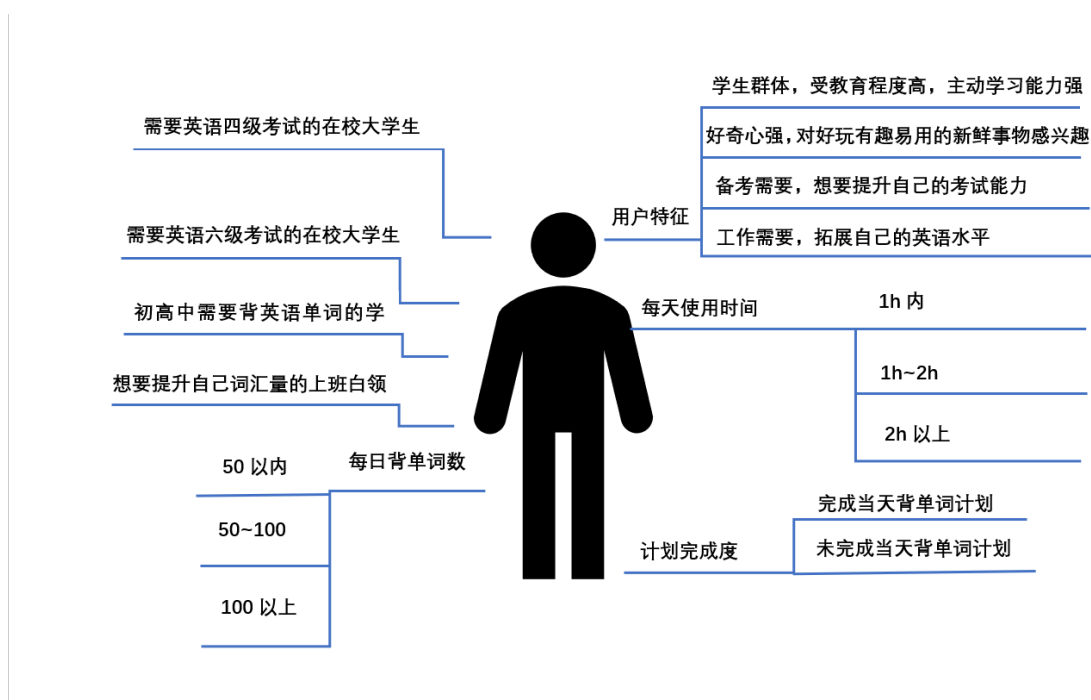 需要英语四级考试的在校大学生
需要英语六级考试的在校大学生
初高中需要背英语单词的学
想要提升自己词汇量的上班白领
每日背单词数
50 以内
50~100
100 以上
用户特征
学生群体，受教育程度高，主动学习能力强
好奇心强，对好玩有趣易用的新鲜事物感兴趣
备考需要，想要提升自己的考试能力
工作需要，拓展自己的英语水平
每天使用时间
1h 内
1h~2h
2h 以上
计划完成度
完成当天背单词计划
未完成当天背单词计划